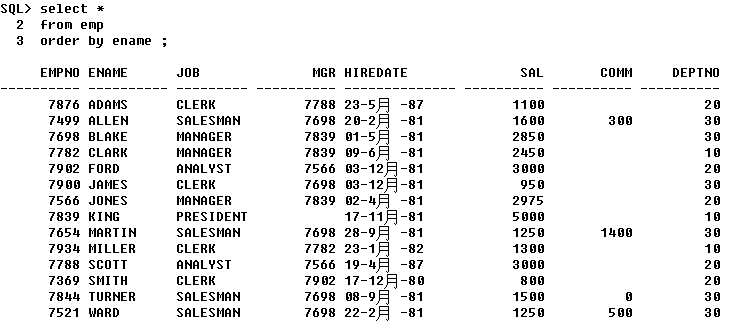 SQL> select *
  2  from emp
  3  order by ename ;
     EMPNO ENAME      JOB              MGR HIREDATE              SAL       COMM     DEPTNO
---------- ---------- --------- ---------- -------------- ---------- ---------- ----------
      7876 ADAMS      CLERK           7788 23-5月 -87           1100                    20
      7499 ALLEN      SALESMAN        7698 20-2月 -81           1600        300         30
      7698 BLAKE      MANAGER         7839 01-5月 -81           2850                    30
      7782 CLARK      MANAGER         7839 09-6月 -81           2450                    10
      7902 FORD       ANALYST         7566 03-12月-81           3000                    20
      7900 JAMES      CLERK           7698 03-12月-81            950                    30
      7566 JONES      MANAGER         7839 02-4月 -81           2975                    20
      7839 KING       PRESIDENT            17-11月-81           5000                    10
      7654 MARTIN     SALESMAN        7698 28-9月 -81           1250       1400         30
      7934 MILLER     CLERK           7782 23-1月 -82           1300                    10
      7788 SCOTT      ANALYST         7566 19-4月 -87           3000                    20
      7369 SMITH      CLERK           7902 17-12月-80            800                    20
      7844 TURNER     SALESMAN        7698 08-9月 -81           1500          0         30
      7521 WARD       SALESMAN        7698 22-2月 -81           1250        500         30